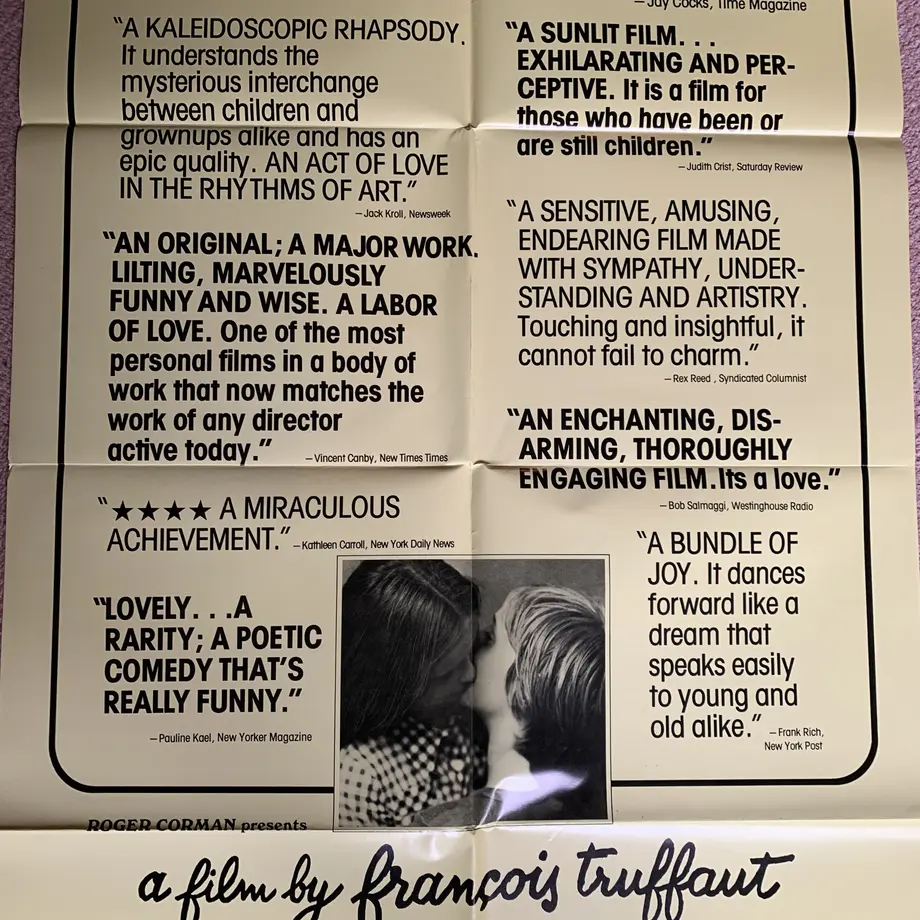 “A KALEIDOSCOPIC RHAPSODY.
It understands the
mysterious interchange
between children and
grownups alike and has an
epic quality. AN ACT OF LOVE
IN THE RHYTHMS OF ART.”
—Jack Kroll, Newsweek
“AN ORIGINAL; A MAJOR WORK.
LILTING, MARVELOUSLY
FUNNY AND WISE. A LABOR
OF LOVE. One of the most
personal films in a body of
work that now matches the
work of any director
active today.” —Vincent Canby, New Times Times
“★★★★ A MIRACULOUS
ACHIEVEMENT.” —Kathleen Carroll, New York Daily News
“LOVELY. . .A
RARITY; A POETIC
COMEDY THAT’S
REALLY FUNNY.”
—Pauline Kael, New Yorker Magazine
—Jay Cocks, Time Magazine
“A SUNLIT FILM. . .
EXHILARATING AND PER-
CEPTIVE. It is a film for
those who have been or
are still children.”
—Judith Crist, Saturday Review
“A SENSITIVE, AMUSING,
ENDEARING FILM MADE
WITH SYMPATHY, UNDER-
STANDING AND ARTISTRY.
Touching and insightful, it
cannot fail to charm.”
—Rex Reed , Syndicated Columnist
“AN ENCHANTING, DIS-
ARMING, THOROUGHLY
ENGAGING FILM.Its a love.”
—Bob Salmaggi, Westinghouse Radio
“A BUNDLE OF
JOY. It dances
forward like a
dream that
speaks easily
to young and
old alike.” —Frank Rich,
New York Post
ROGER CORMAN presents
a film by françois truffaut